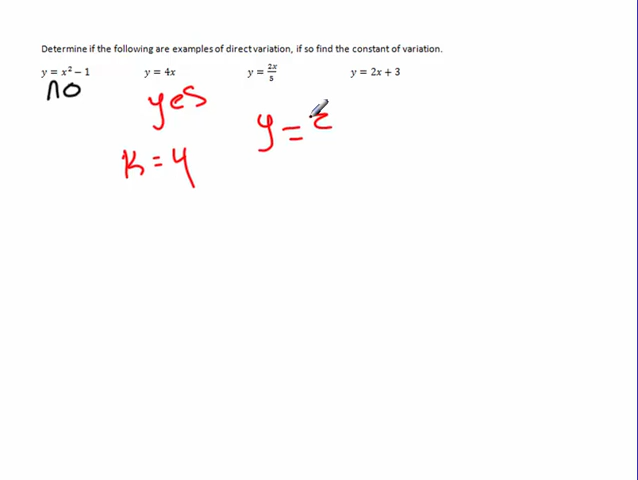 Determine if the following are examples of direct variation, if so find the constant of variation.
y = x² − 1 y = 4x y = 2x/5 y = 2x + 3
no yes
y =
k = 4